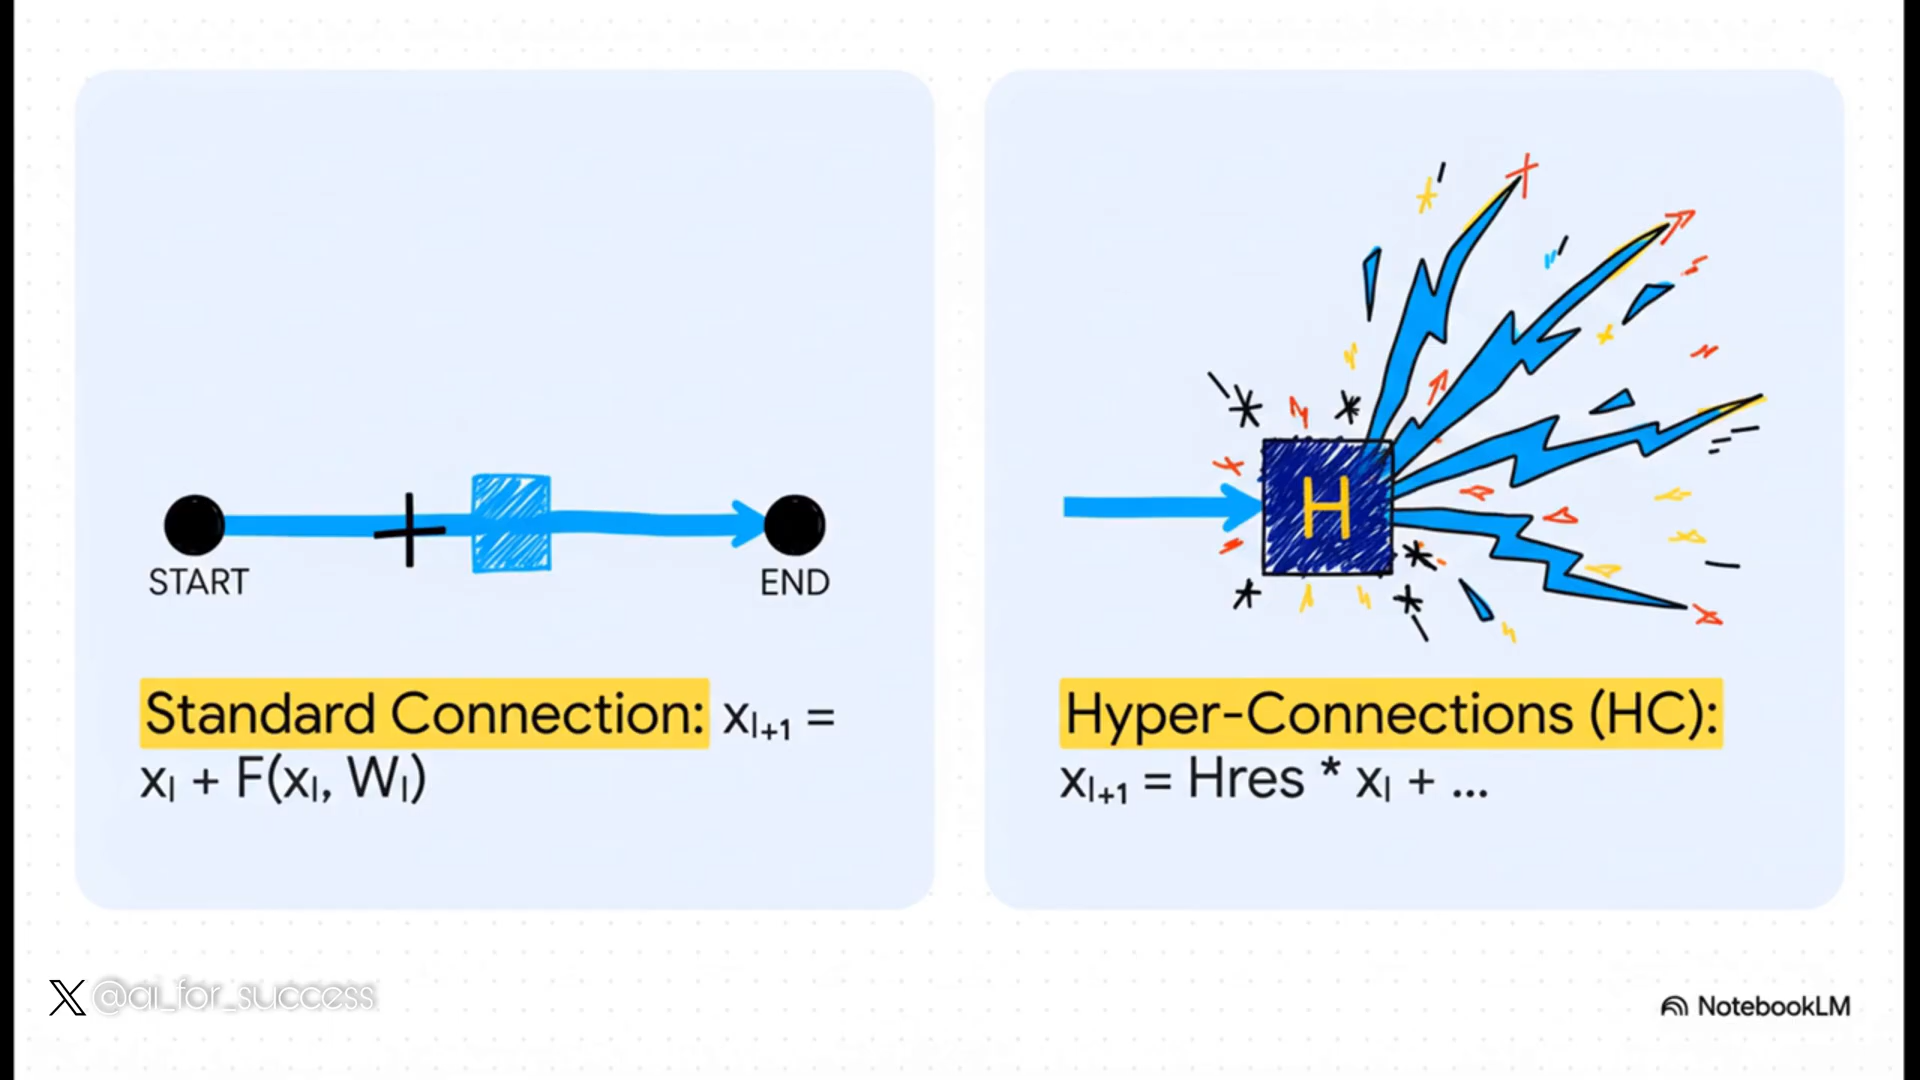 START
END
H
Standard Connection: xₗ₊₁ =
xₗ + F(xₗ, Wₗ)
Hyper-Connections (HC):
xₗ₊₁ = Hres * xₗ + ...
X @ai_for_success
NotebookLM